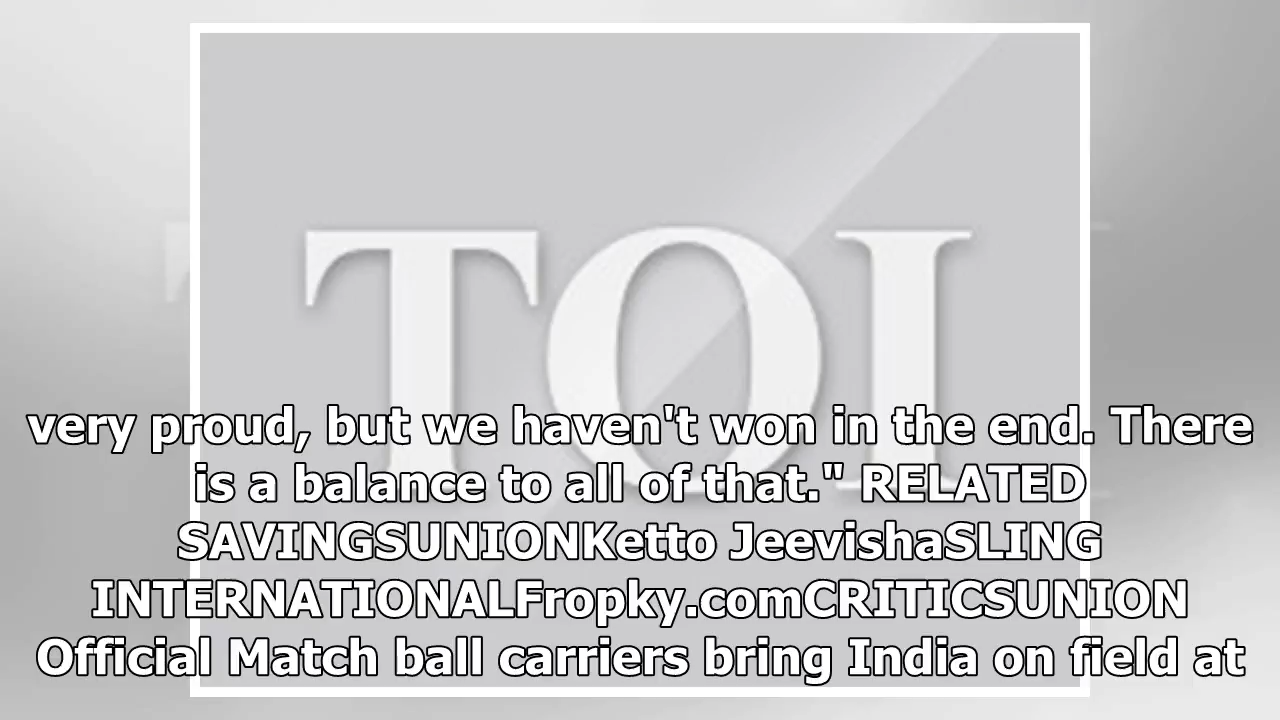 TOI
very proud, but we haven't won in the end. There
is a balance to all of that." RELATED
SAVINGSUNIONKetto JeevishaSLING
INTERNATIONALFropky.comCRITICSUNION
Official Match ball carriers bring India on field at